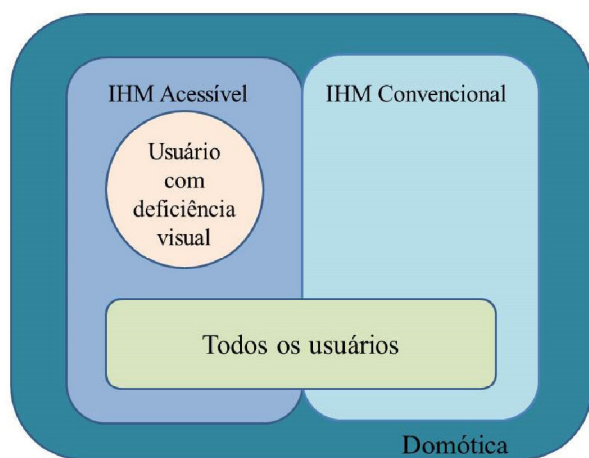 IHM Acessível
IHM Convencional
Usuário
com
deficiência
visual
Todos os usuários
Domótica